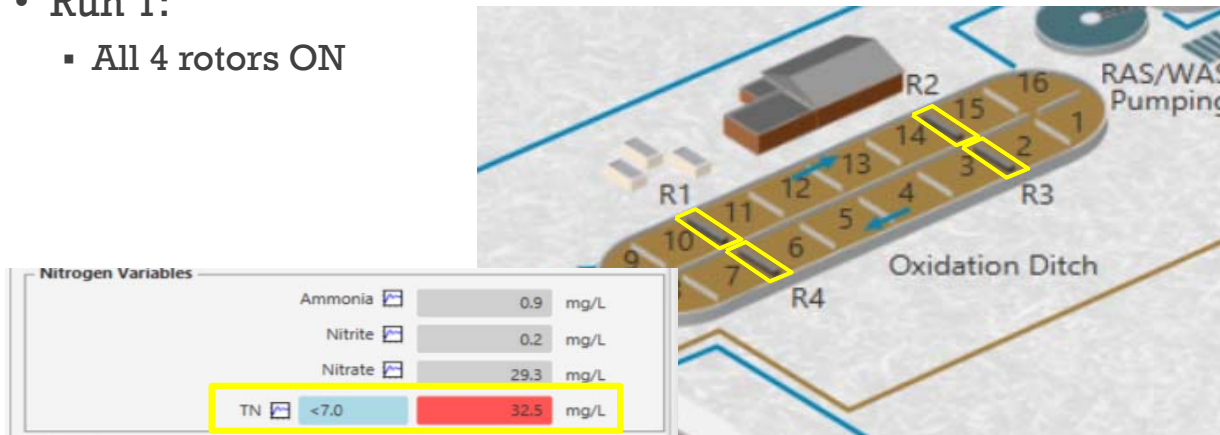 • Run 1:
▪ All 4 rotors ON
R2
16
RAS/WAS
Pumping
15
1
14
2
13
3
R1
12
4
R3
11
5
10
6
9
7
Oxidation Ditch
R4
Nitrogen Variables
Ammonia 0.9 mg/L
Nitrite 0.2 mg/L
Nitrate 29.3 mg/L
TN <7.0 32.5 mg/L